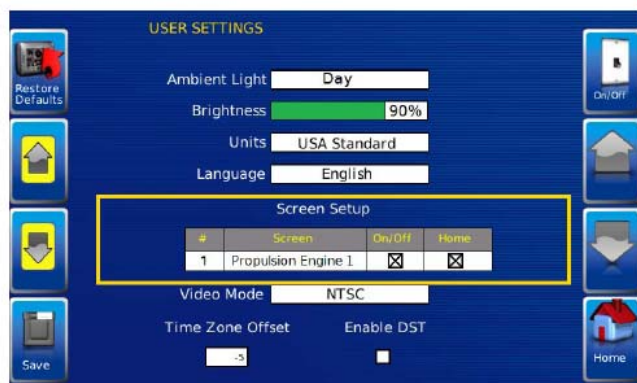 USER SETTINGS
Restore
Defaults
On/Off
Ambient Light Day
Brightness 90%
Units USA Standard
Language English
Screen Setup
# Screen On/Off Home
1 Propulsion Engine 1
Video Mode NTSC
Time Zone Offset Enable DST
-5
Save
Home